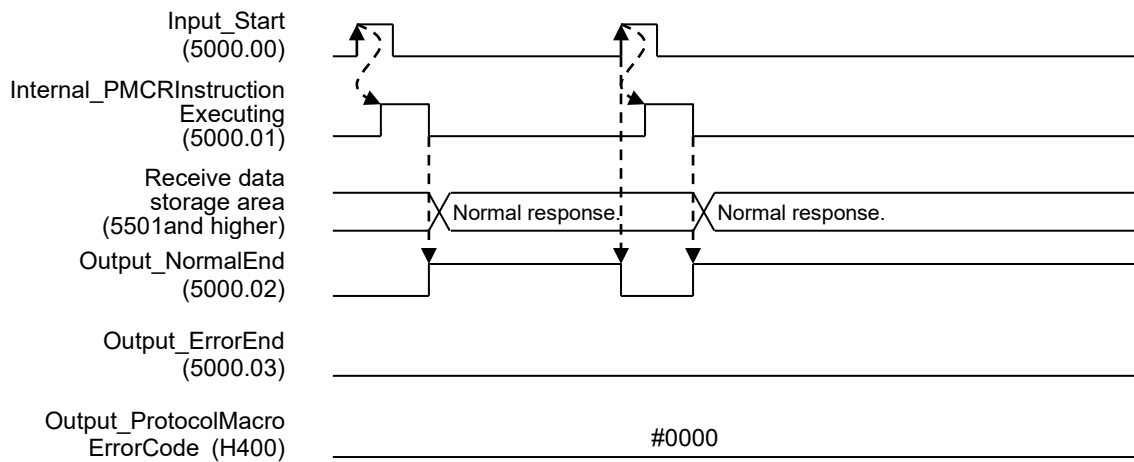 Input_Start
(5000.00)
Internal_PMCRInstruction
Executing
(5000.01)
Receive data
storage area
(5501and higher)
Normal response.
Normal response.
Output_NormalEnd
(5000.02)
Output_ErrorEnd
(5000.03)
Output_ProtocolMacro
ErrorCode (H400)
#0000